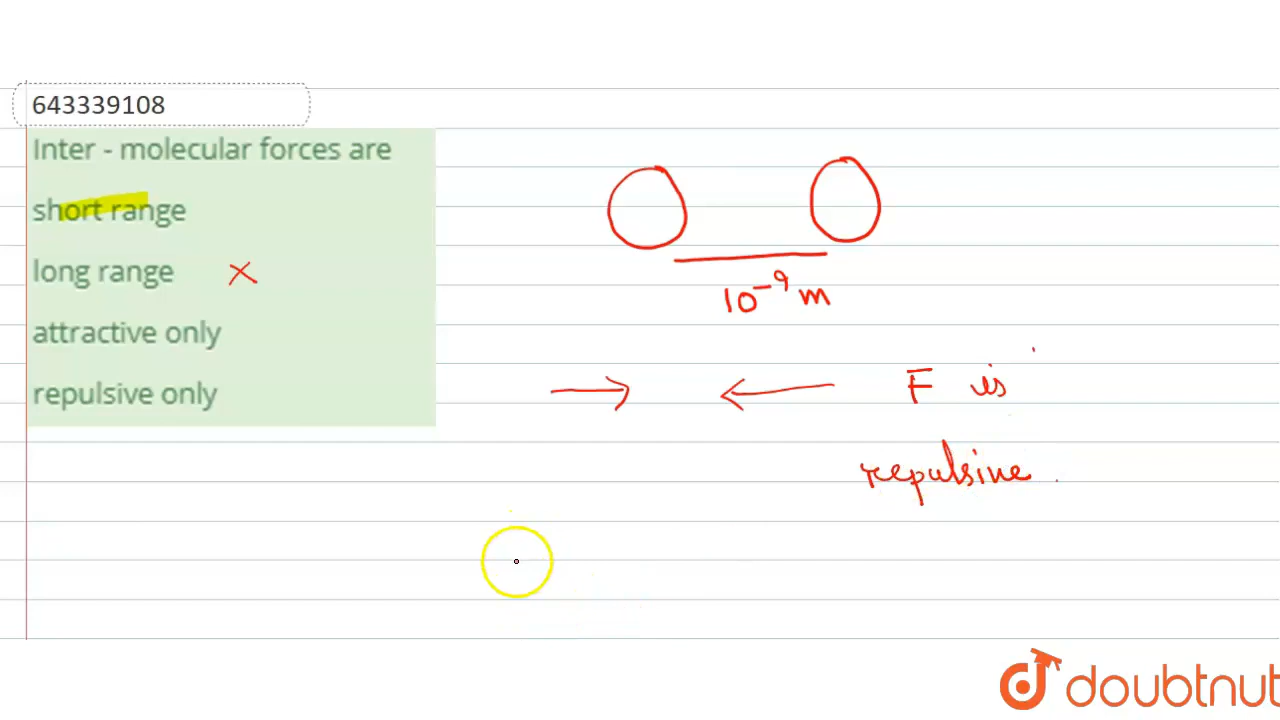 643339108
Inter - molecular forces are
short range
long range
attractive only
repulsive only
10⁻⁹ m
F is
repulsive.
doubtnut